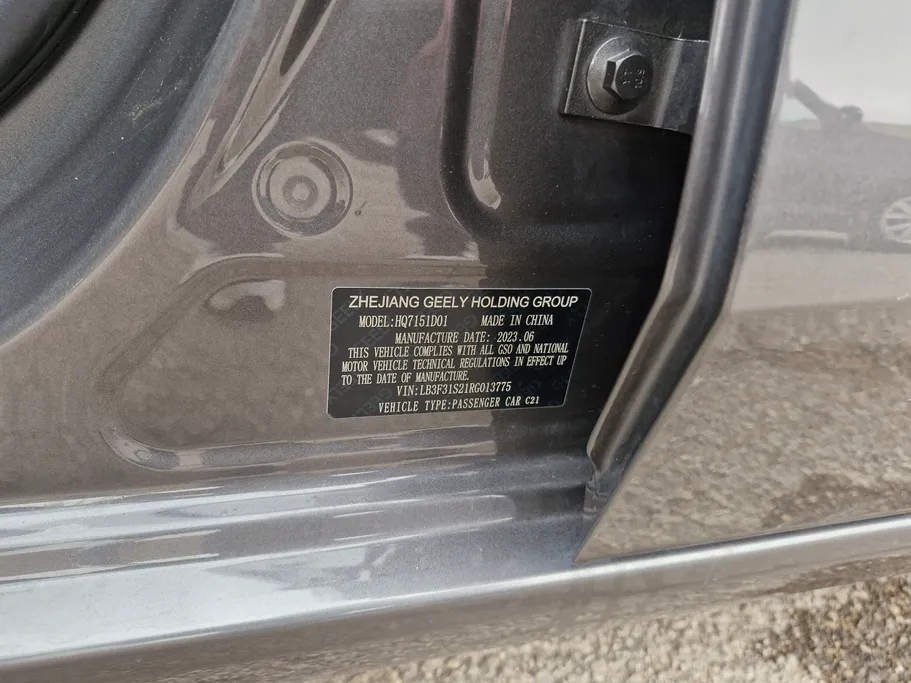 ZHEJIANG GEELY HOLDING GROUP
MODEL:HQ7151D01 MADE IN CHINA
MANUFACTURE DATE: 2023.06
THIS VEHICLE COMPLIES WITH ALL GSO AND NATIONAL
MOTOR VEHICLE TECHNICAL REGULATIONS IN EFFECT UP
TO THE DATE OF MANUFACTURE.
VIN:LB3F31S21RG013775
VEHICLE TYPE:PASSENGER CAR C21